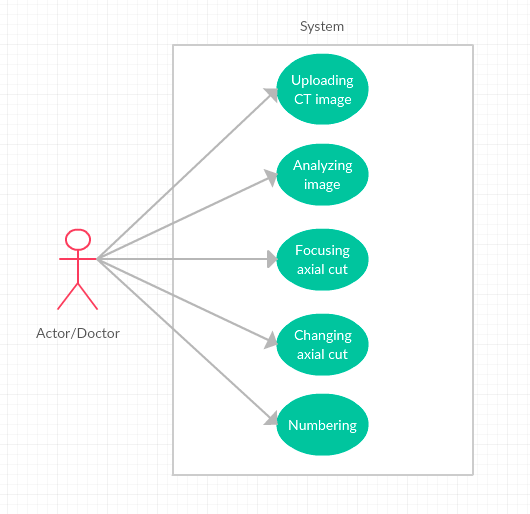 System
Uploading
CT image
Analyzing
image
Focusing
axial cut
Actor/Doctor
Changing
axial cut
Numbering